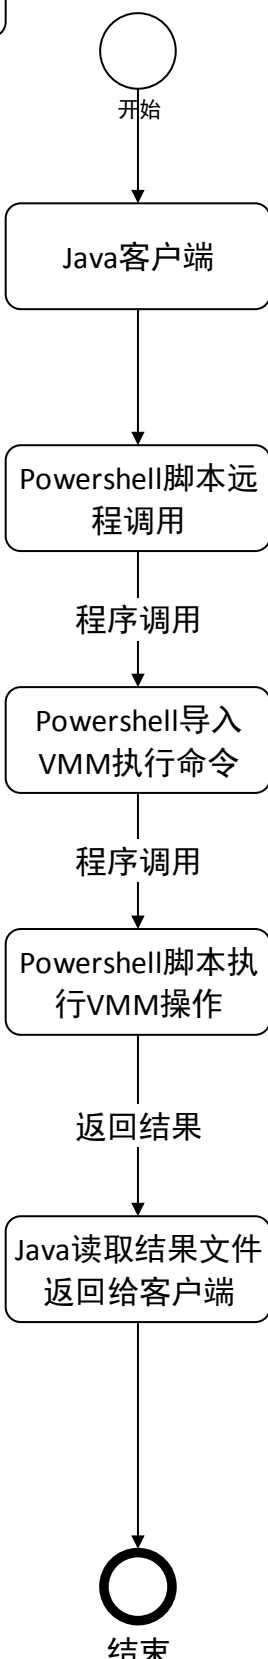 开始
Java客户端
Powershell脚本远
程调用
程序调用
Powershell导入
VMM执行命令
程序调用
Powershell脚本执
行VMM操作
返回结果
Java读取结果文件
返回给客户端
结束